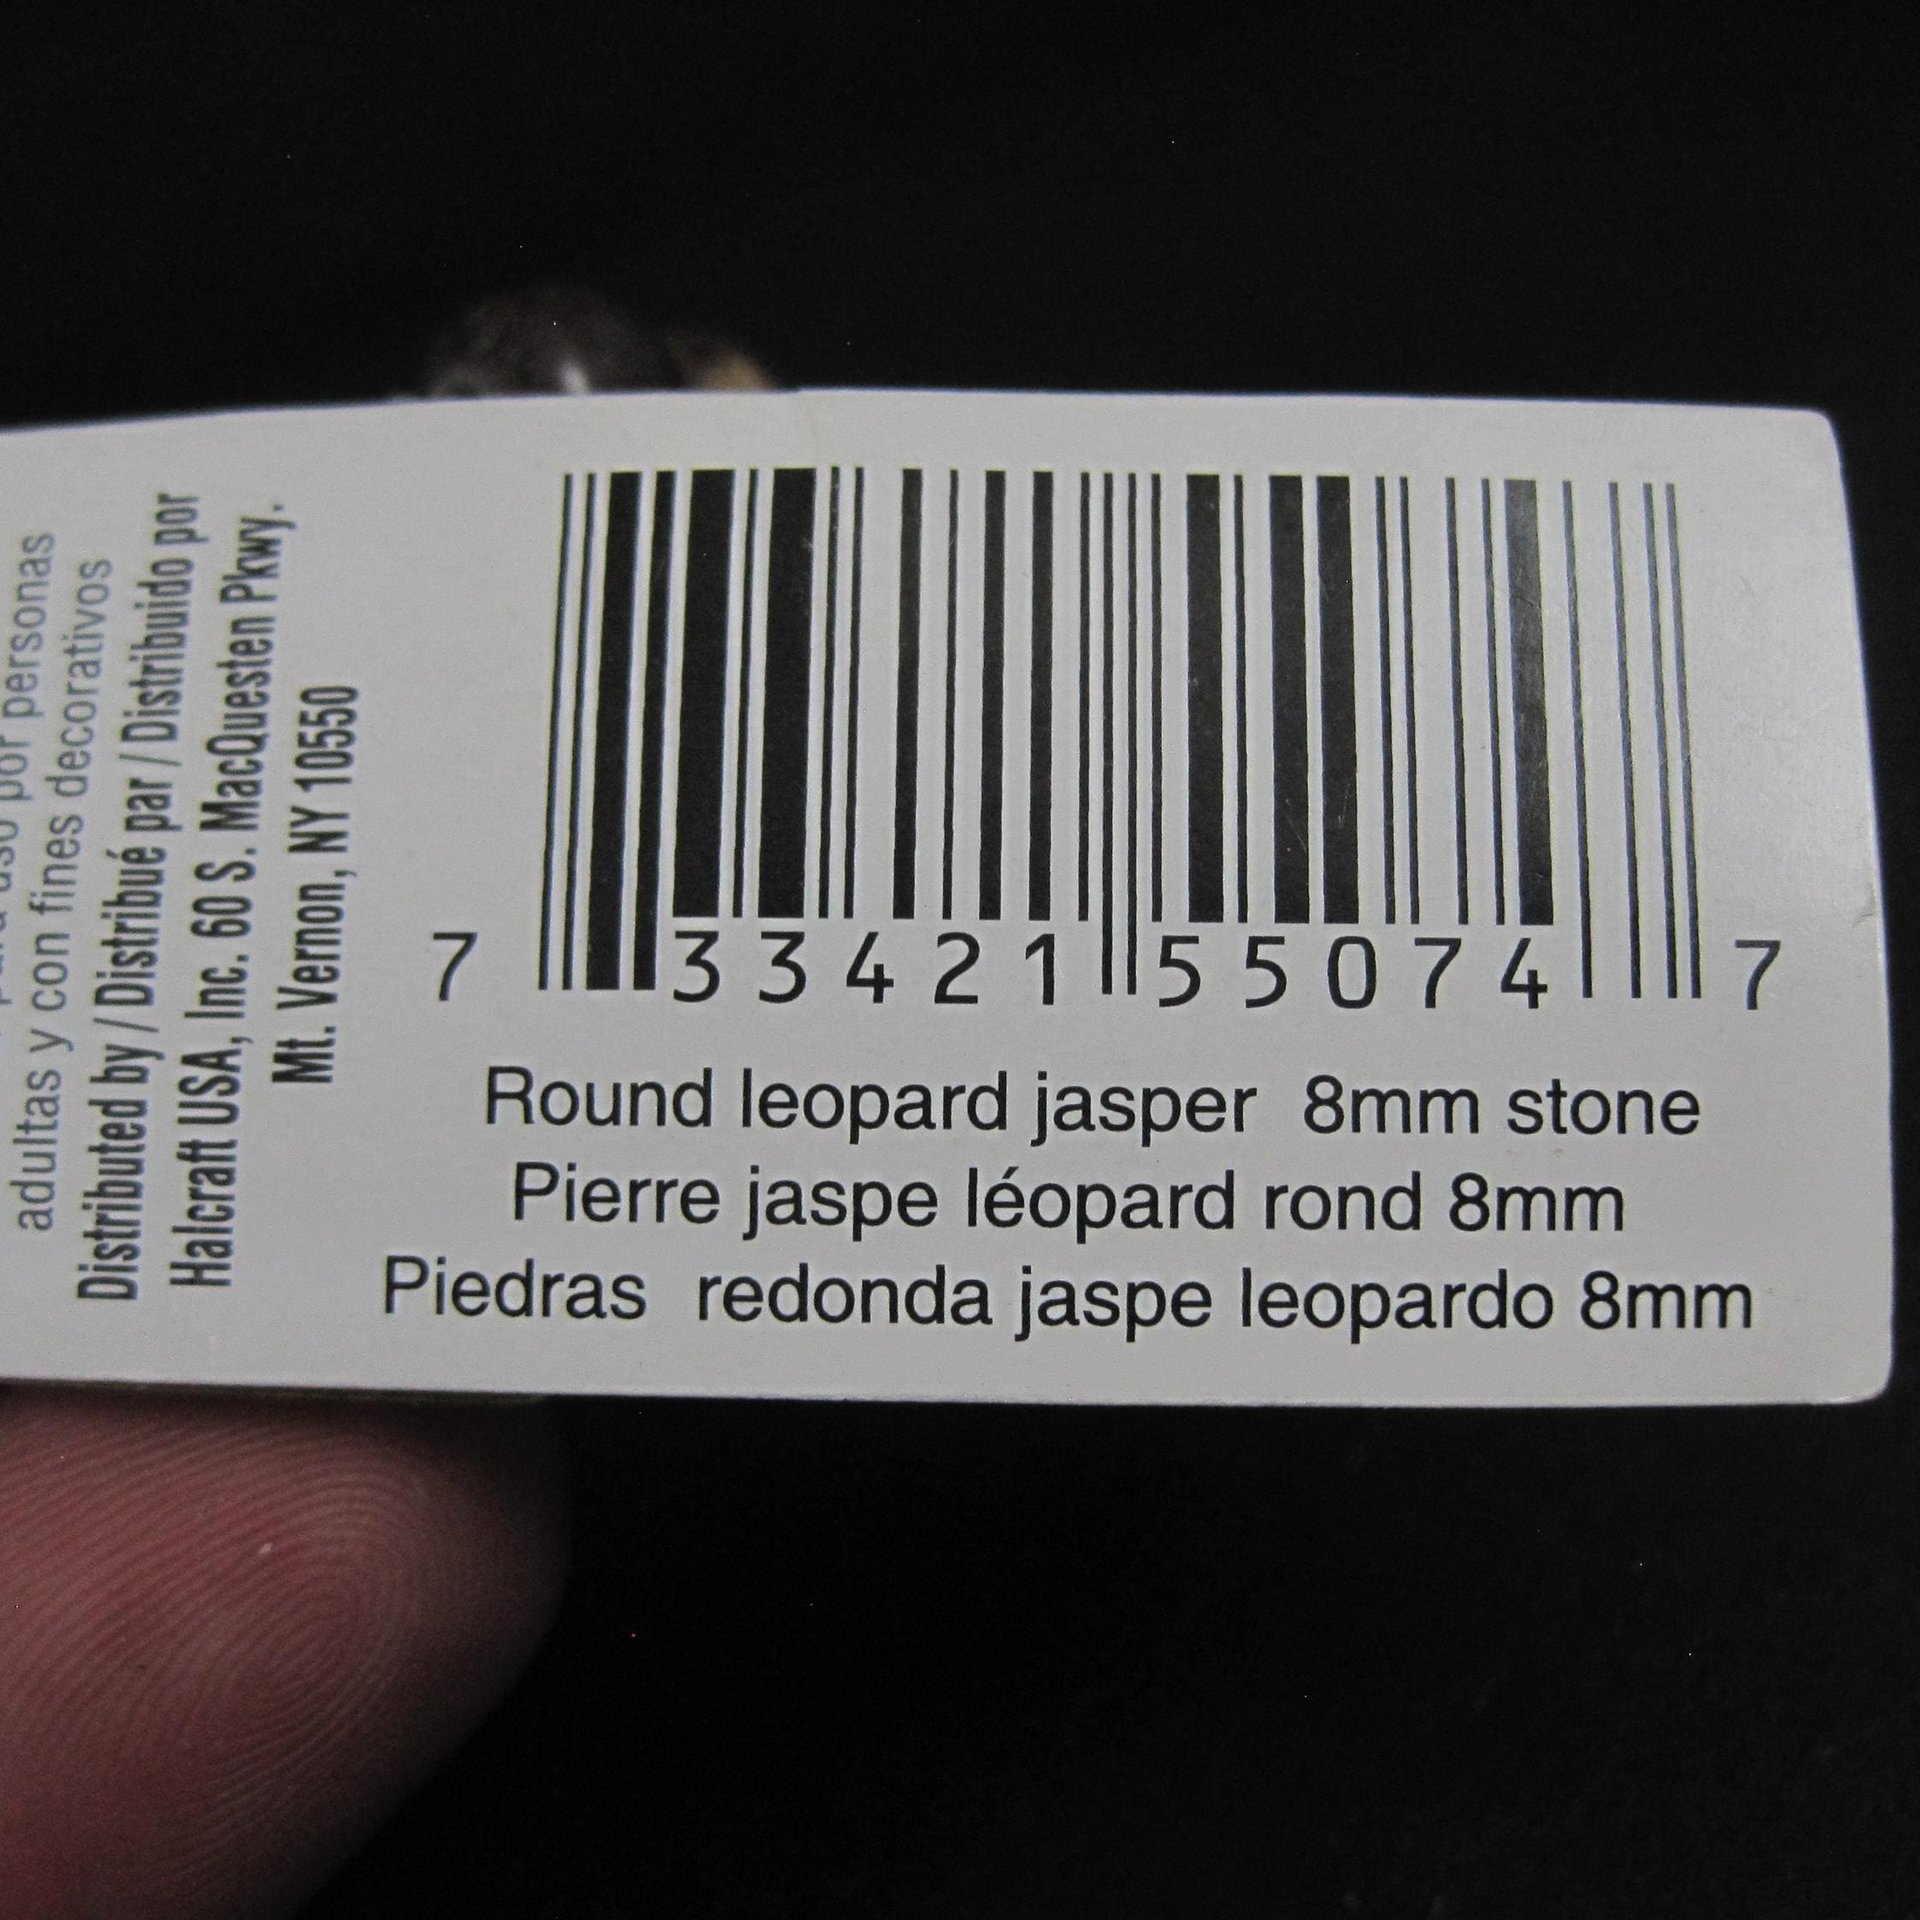 por personas
adultas y con fines decorativos
Distributed by / Distribué par / Distribuido por
Halcraft USA, Inc. 60 S. MacQuesten Pkwy.
Mt. Vernon, NY 10550
7 33421 55074 7
Round leopard jasper 8mm stone
Pierre jaspe léopard rond 8mm
Piedras redonda jaspe leopardo 8mm